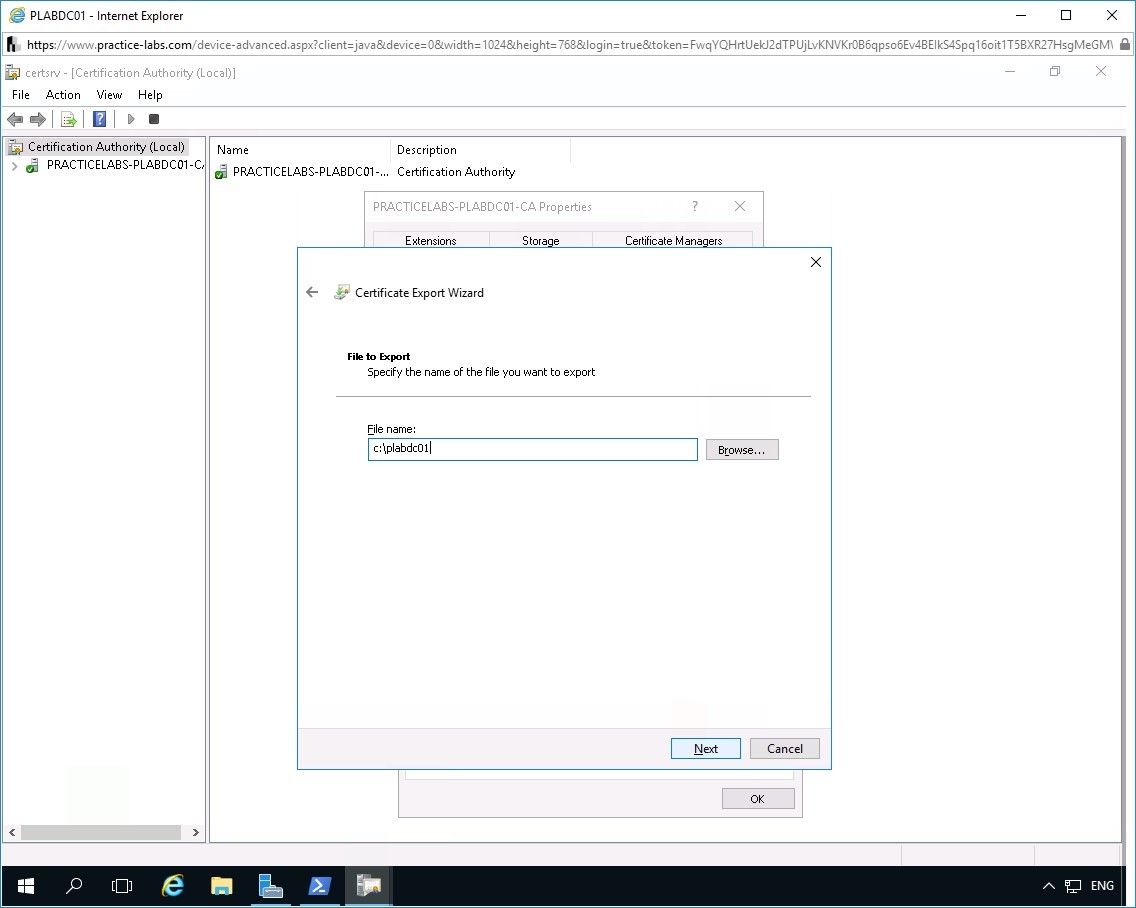 PLABDC01 - Internet Explorer
https://www.practice-labs.com/device-advanced.aspx?client=java&device=0&width=1024&height=768&login=true&token=
certsrv - [Certification Authority (Local)]
File Action View Help
Certification Authority (Local)
PRACTICELABS-PLABDC01-CA
Name Description
PRACTICELABS-PLABDC01-... Certification Authority
PRACTICELABS-PLABDC01-CA Properties ?
Extensions Storage Certificate Managers
Certificate Export Wizard
File to Export
Specify the name of the file you want to export
File name:
c:\plabdc01
Browse...
Next Cancel
OK
ENG